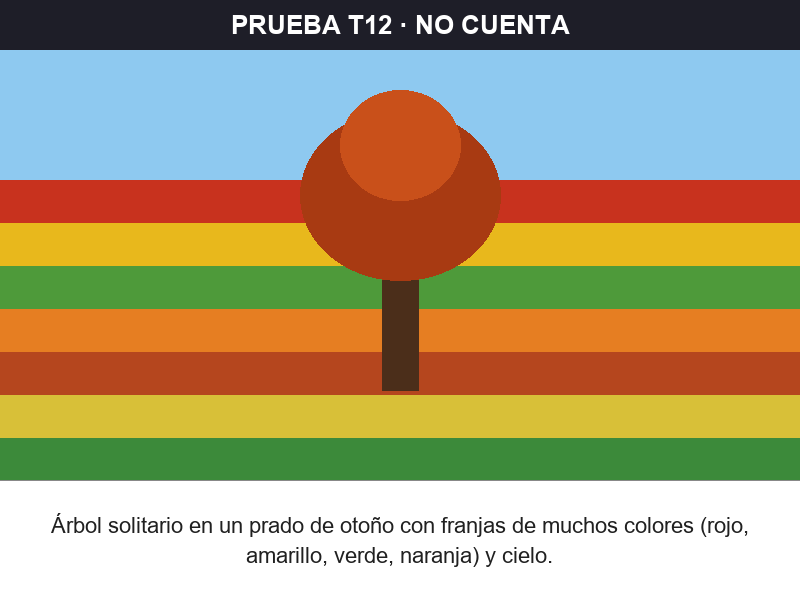 PRUEBA T12 · NO CUENTA
Árbol solitario en un prado de otoño con franjas de muchos colores (rojo,
amarillo, verde, naranja) y cielo.